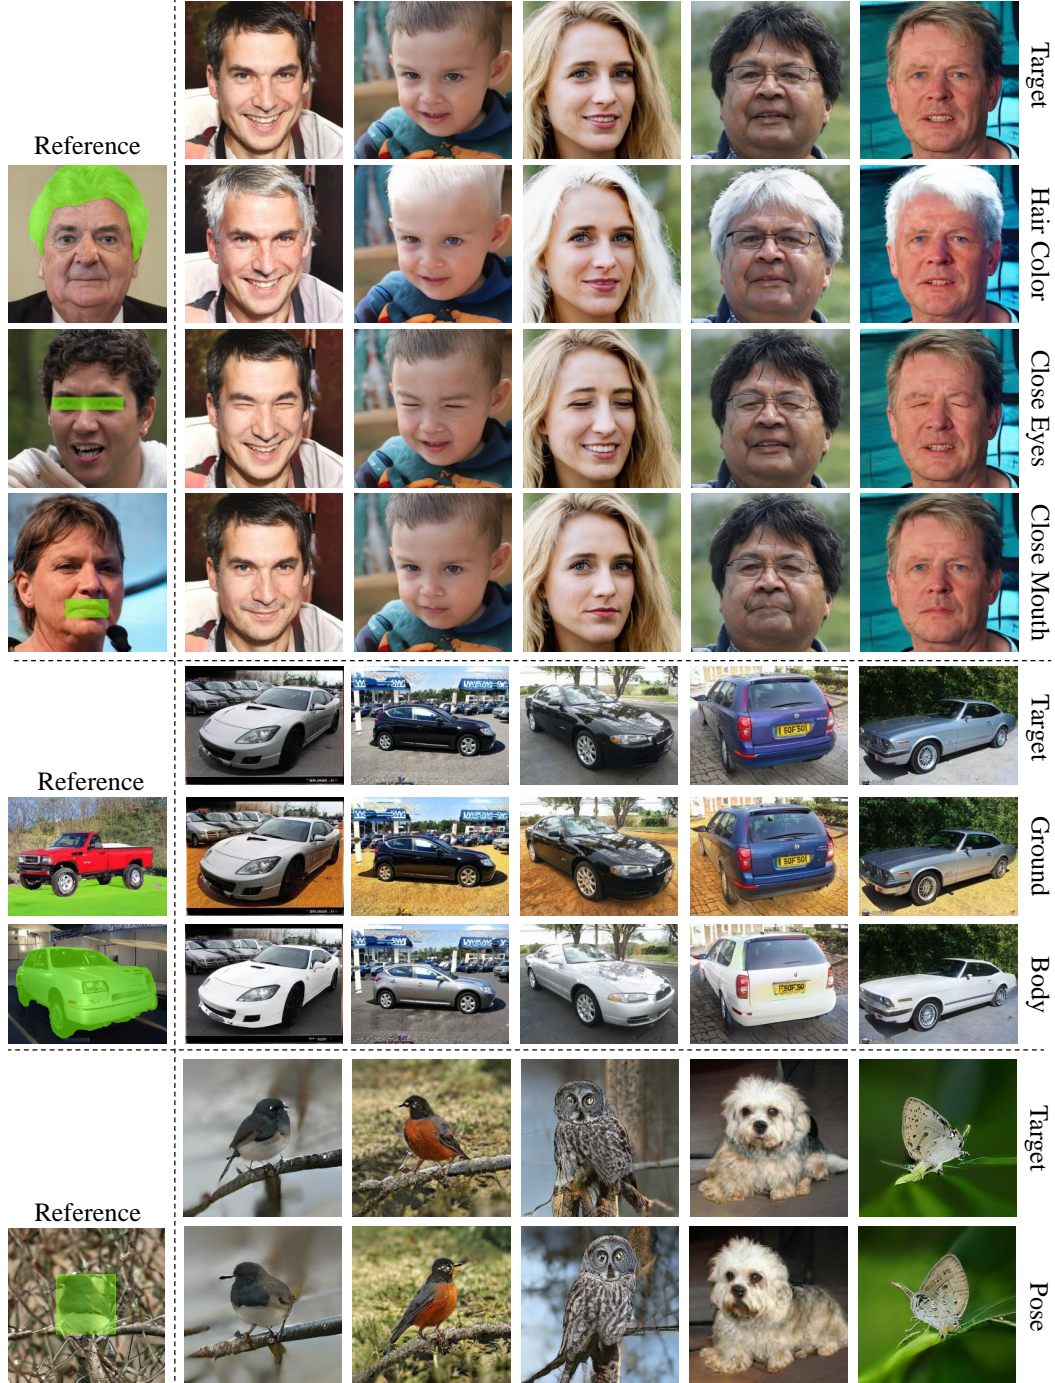 Target
Reference
Hair Color
Close Eyes
Close Mouth
Target
Reference
Ground
Body
Target
Reference
Pose